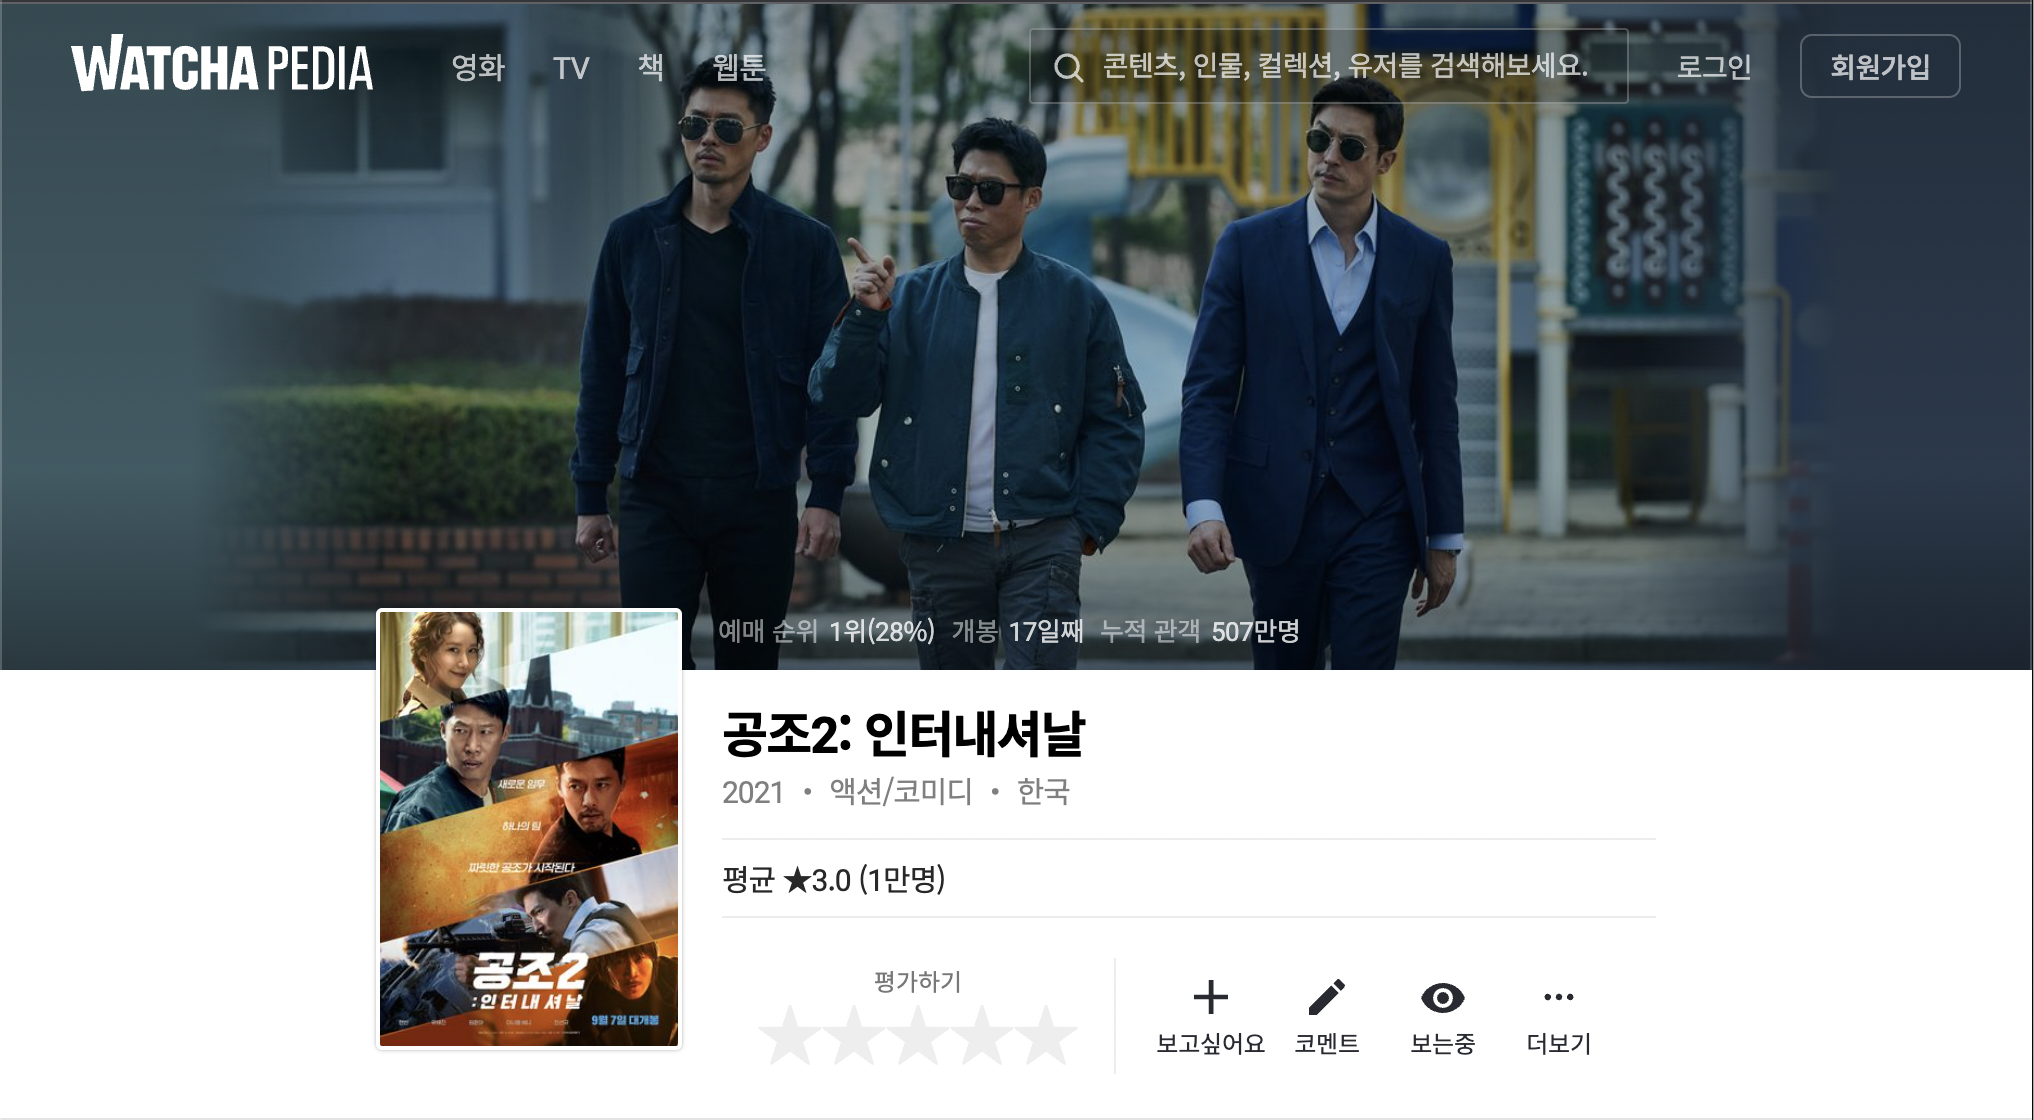 WATCHA PEDIA
영화 TV 책 웹툰
콘텐츠, 인물, 컬렉션, 유저를 검색해보세요.
로그인
회원가입
예매 순위 1위(28%) 개봉 17일째 누적 관객 507만명
새로운 임무
하나의 팀
짜릿한 공조가 시작된다
공조2
:인터내셔날
9월 7일 대개봉
공조2: 인터내셔날
2021 • 액션/코미디 • 한국
평균 ★3.0 (1만명)
평가하기
보고싶어요
코멘트
보는중
더보기